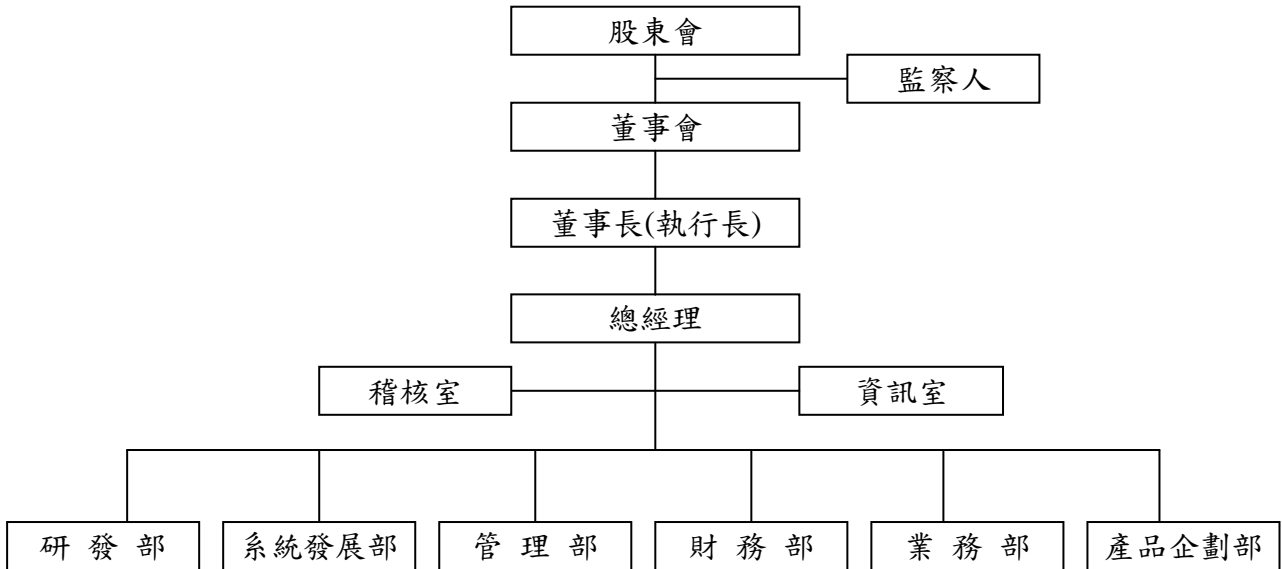 股東會
監察人
董事會
董事長(執行長)
總經理
稽核室
資訊室
研 發 部
系統發展部
管 理 部
財 務 部
業 務 部
產品企劃部